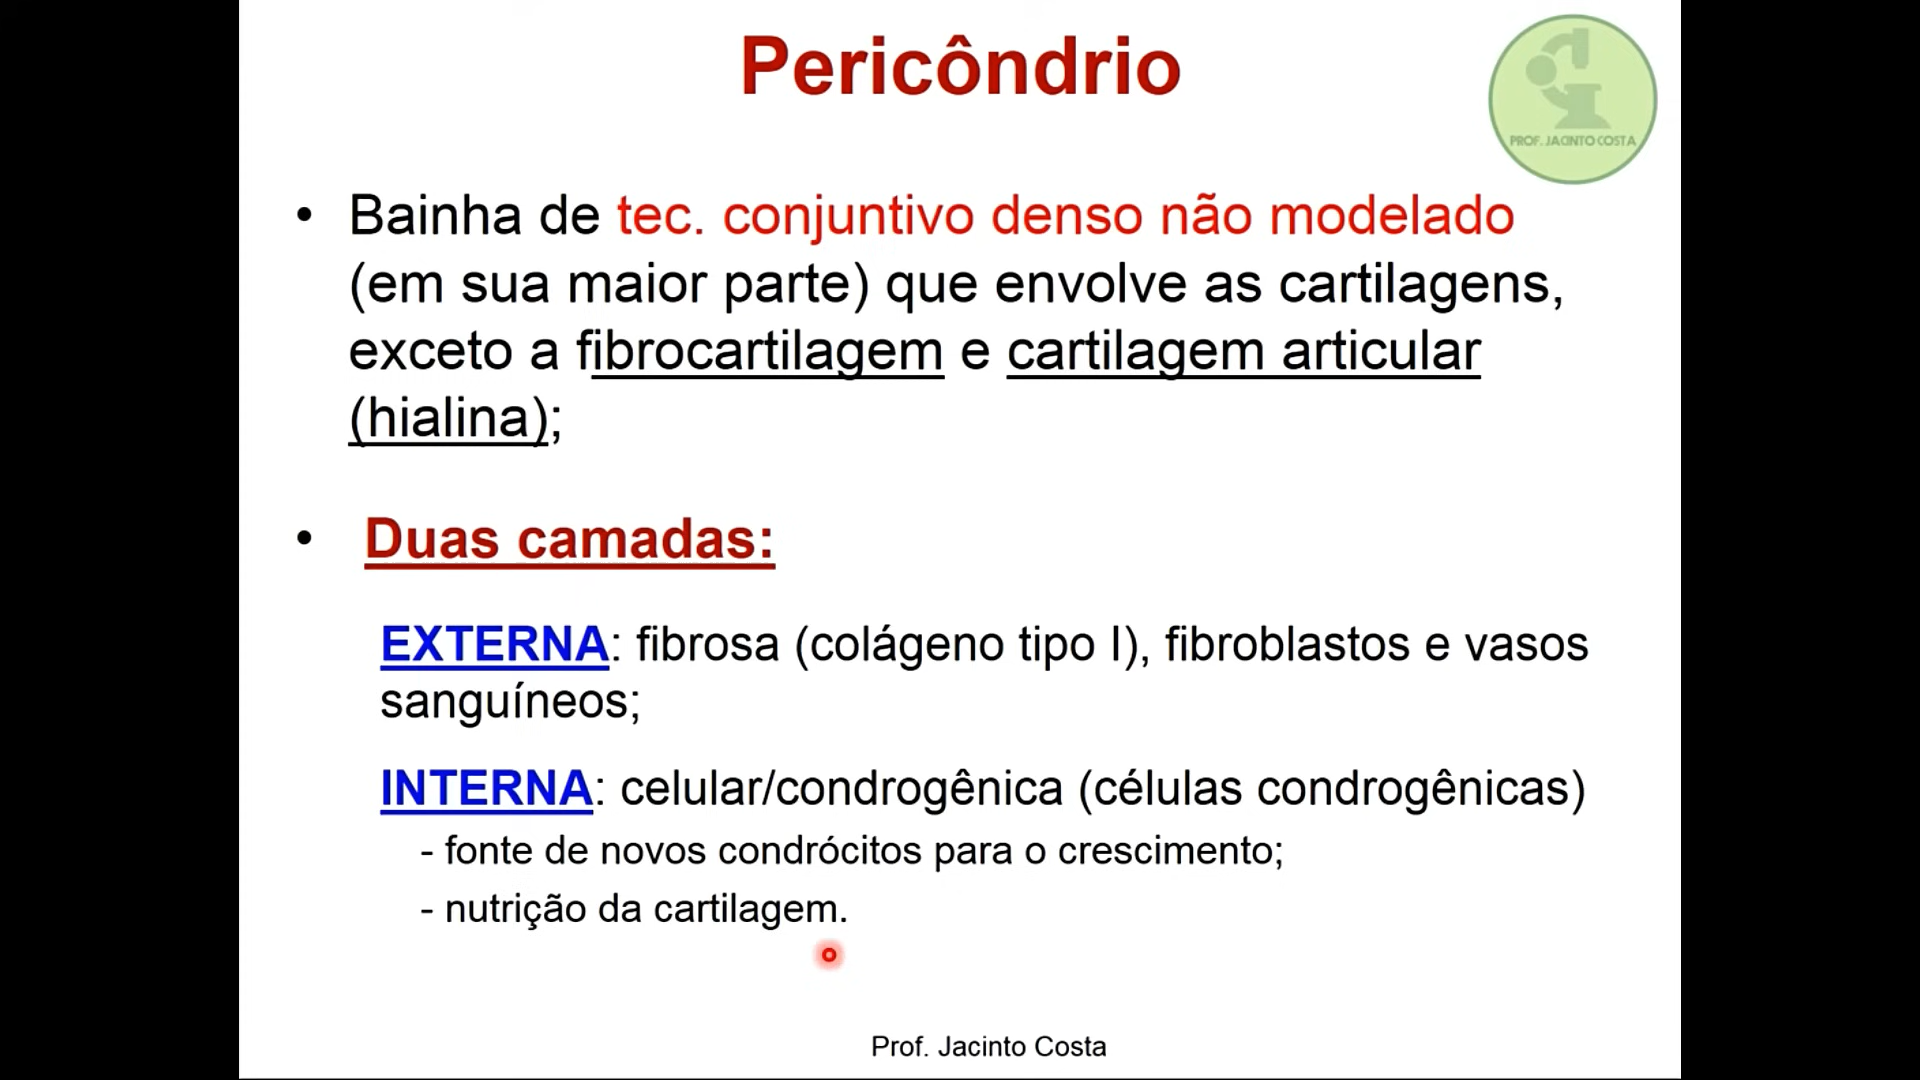 Pericôndrio
PROF. JACINTO COSTA
• Bainha de tec. conjuntivo denso não modelado
(em sua maior parte) que envolve as cartilagens,
exceto a fibrocartilagem e cartilagem articular
(hialina);
• Duas camadas:
EXTERNA: fibrosa (colágeno tipo I), fibroblastos e vasos
sanguíneos;
INTERNA: celular/condrogênica (células condrogênicas)
- fonte de novos condrócitos para o crescimento;
- nutrição da cartilagem.
Prof. Jacinto Costa